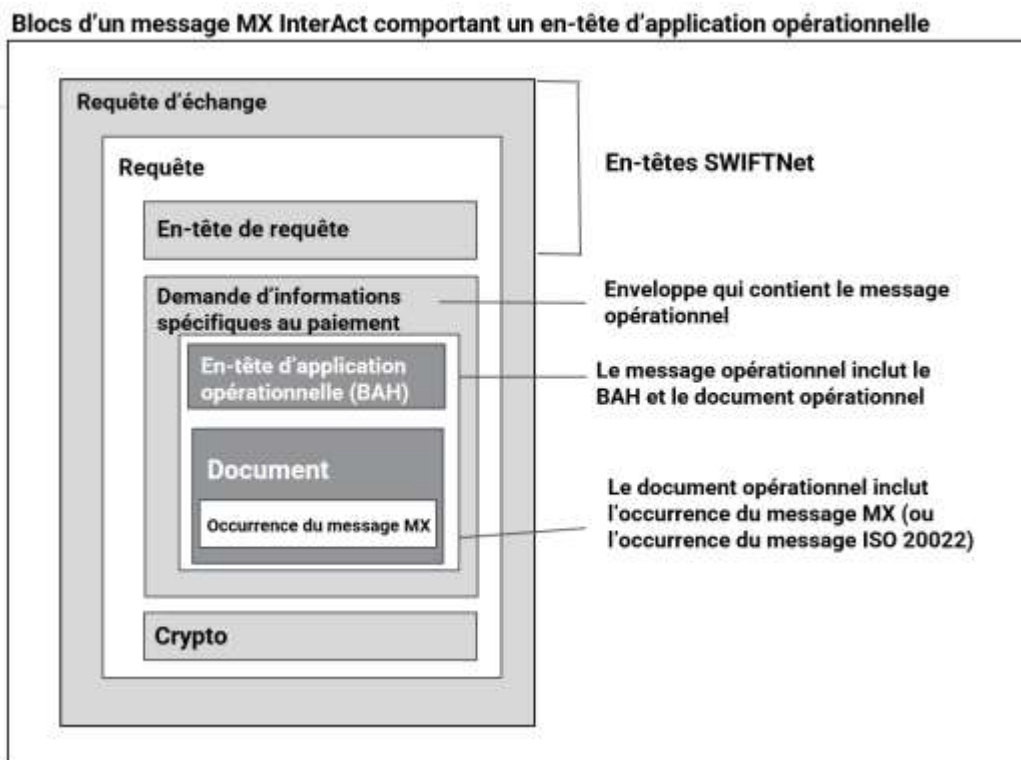 Blocs d’un message MX InterAct comportant un en-tête d’application opérationnelle
Requête d’échange
Requête
En-têtes SWIFTNet
En-tête de requête
Demande d’informations
spécifiques au paiement
Enveloppe qui contient le message
opérationnel
En-tête d’application
opérationnelle (BAH)
Le message opérationnel inclut le
BAH et le document opérationnel
Document
Occurrence du message MX
Le document opérationnel inclut
l’occurrence du message MX (ou
l’occurrence du message ISO 20022)
Crypto